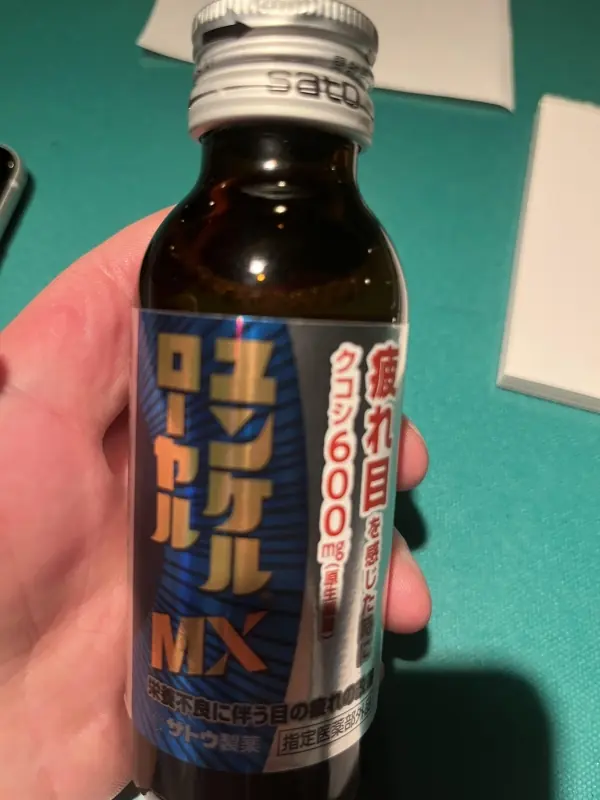 sato
疲れ目を感じた時に
クコシ600mg(厚生
ユンケル
ローヤル
MX
栄養不良に伴う目の疲れの
サトウ製薬
指定医薬部外品